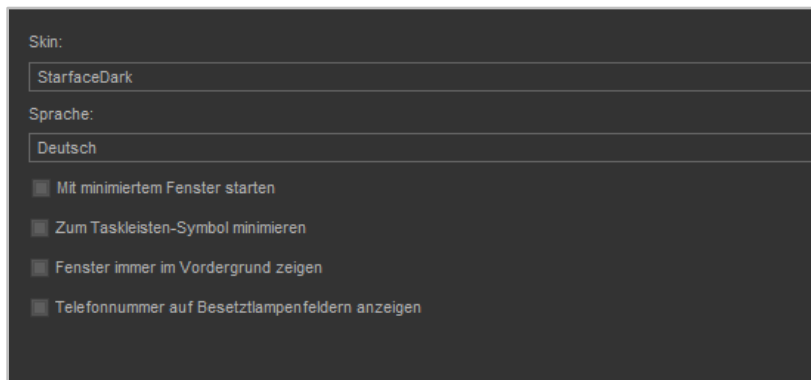 Skin:
StarfaceDark
Sprache:
Deutsch
Mit minimiertem Fenster starten
Zum Taskleisten-Symbol minimieren
Fenster immer im Vordergrund zeigen
Telefonnummer auf Besetztlampenfeldern anzeigen